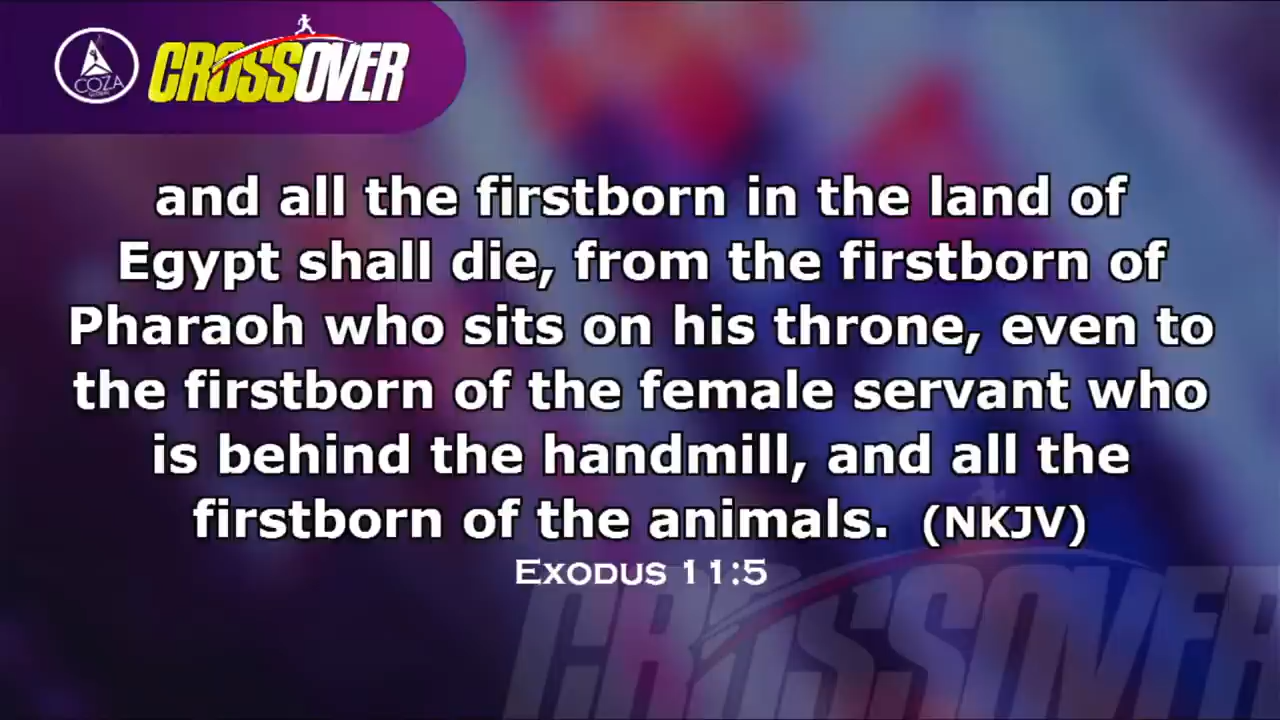 COZA
GLOBAL
CROSSOVER
and all the firstborn in the land of
Egypt shall die, from the firstborn of
Pharaoh who sits on his throne, even to
the firstborn of the female servant who
is behind the handmill, and all the
firstborn of the animals. (NKJV)
Exodus 11:5
CROSSOVER